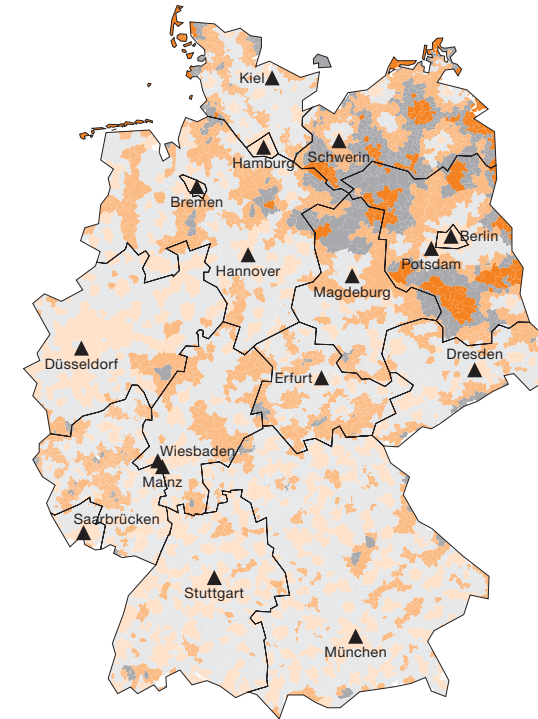 Kiel
Hamburg
Schwerin
Bremen
Berlin
Potsdam
Hannover
Magdeburg
Düsseldorf
Erfurt
Dresden
Wiesbaden
Mainz
Saarbrücken
Stuttgart
München